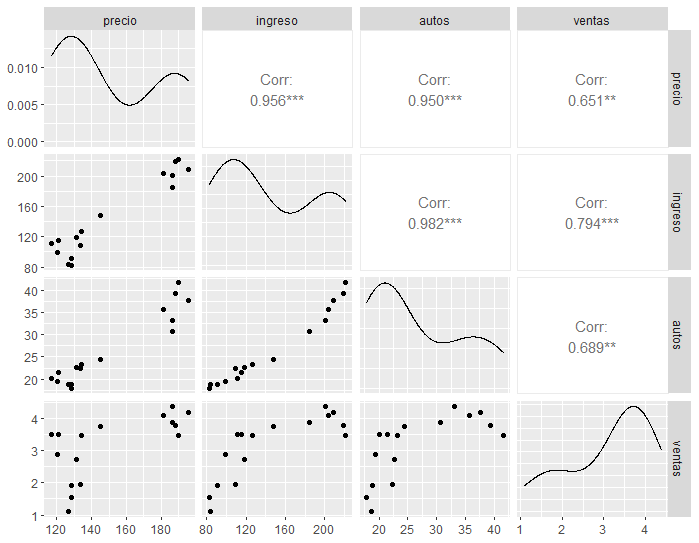 precio ingreso autos ventas
0.010
0.005
0.000
Corr:
0.956***
Corr:
0.950***
Corr:
0.651**
precio
200
160
120
80
Corr:
0.982***
Corr:
0.794***
ingreso
40
35
30
25
20
Corr:
0.689**
autos
4
3
2
1
ventas
120 140 160 180 80 120 160 200 20 25 30 35 40 1 2 3 4